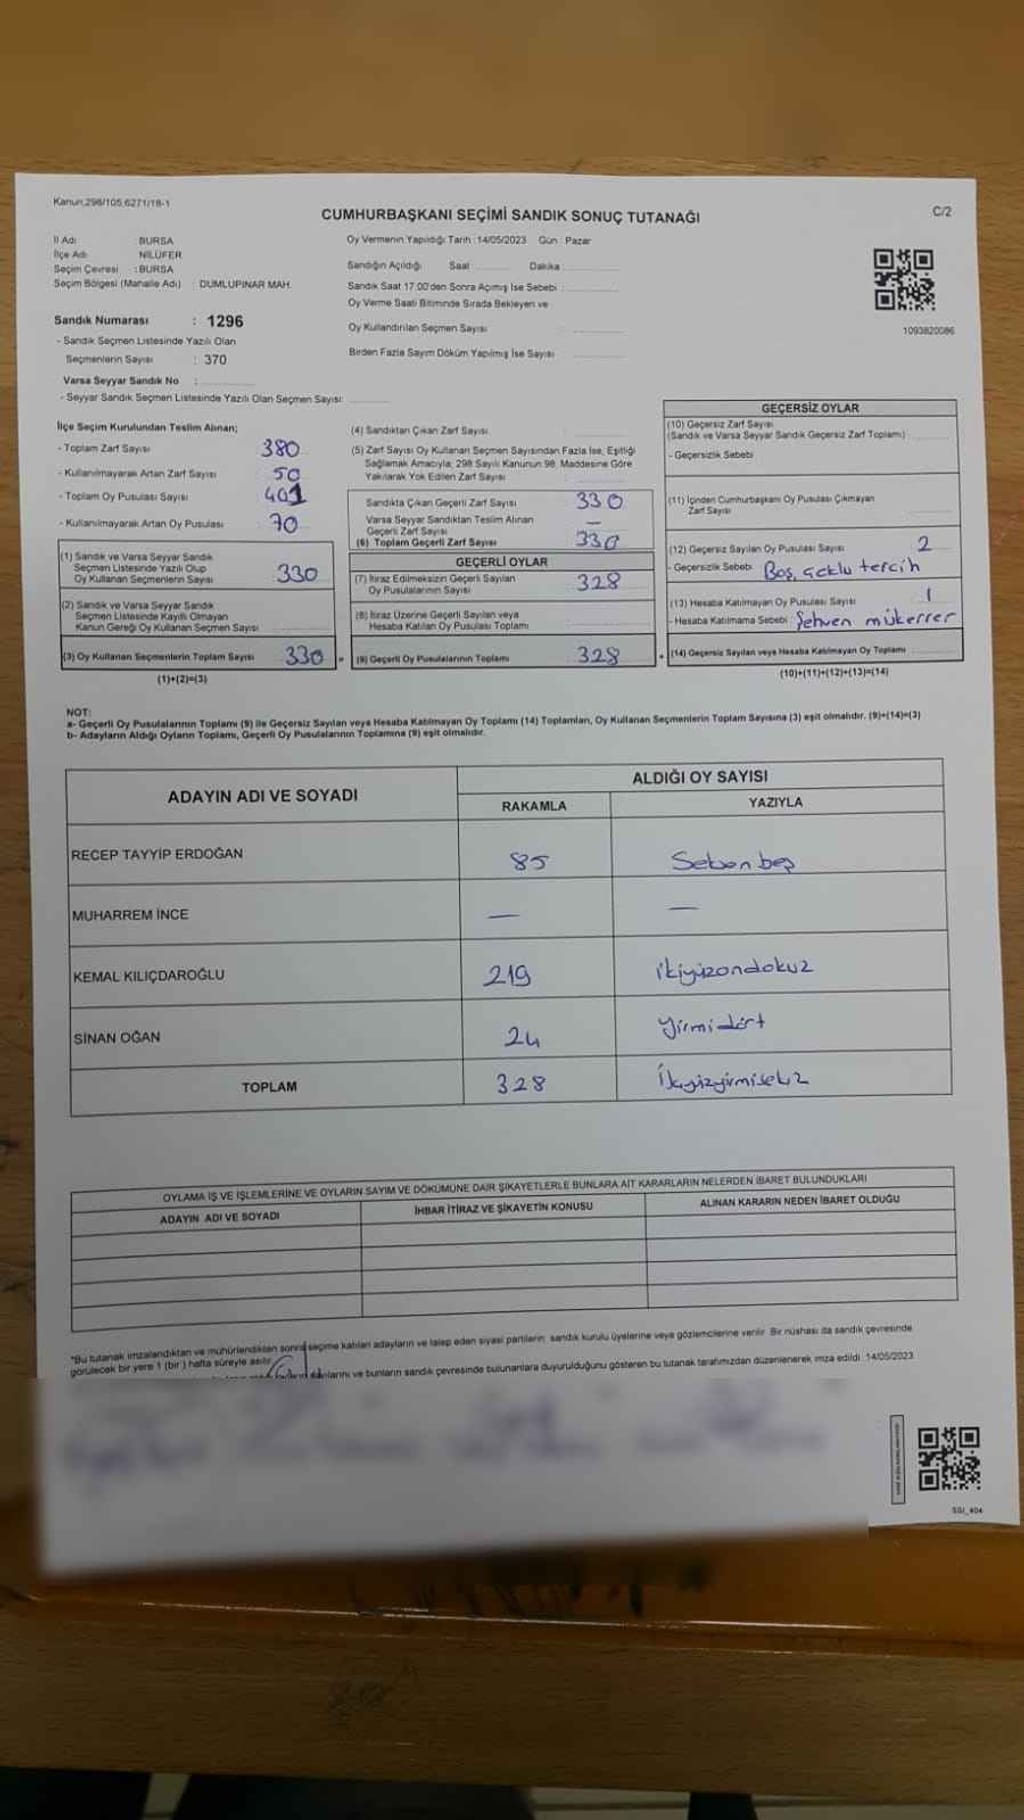 Kanun;298/105,6271/18-1
C/2
CUMHURBAŞKANI SEÇİMİ SANDIK SONUÇ TUTANAĞI
İl Adı BURSA
İlçe Adı NİLÜFER
Seçim Çevresi : BURSA
Seçim Bölgesi (Mahalle Adı) : DUMLUPINAR MAH.
Sandık Numarası : 1296
- Sandık Seçmen Listesinde Yazılı Olan
Seçmenlerin Sayısı : 370
Varsa Seyyar Sandık No :
- Seyyar Sandık Seçmen Listesinde Yazılı Olan Seçmen Sayısı:
Oy Vermenin Yapıldığı Tarih :14/05/2023 Gün : Pazar
Sandığın Açıldığı Saat Dakika
Sandık Saat 17:00'den Sonra Açımış İse Sebebi :
Oy Verme Saati Bitiminde Sırada Bekleyen ve
Oy Kullandırılan Seçmen Sayısı
Birden Fazla Sayım Döküm Yapılmış İse Sayısı
1093820086
İlçe Seçim Kurulundan Teslim Alınan;
- Toplam Zarf Sayısı 380
- Kullanılmayarak Artan Zarf Sayısı 50
- Toplam Oy Pusulası Sayısı 401
- Kullanılmayarak Artan Oy Pusulası 70
(1) Sandık ve Varsa Seyyar Sandık
Seçmen Listesinde Yazılı Olup
Oy Kullanan Seçmenlerin Sayısı 330
(2) Sandık ve Varsa Seyyar Sandık
Seçmen Listesinde Kayıtlı Olmayan
Kanun Gereği Oy Kullanan Seçmen Sayısı
(3) Oy Kullanan Seçmenlerin Toplam Sayısı 330
(1)+(2)=(3)
(4) Sandıktan Çıkan Zarf Sayısı
(5) Zarf Sayısı Oy Kullanan Seçmen Sayısından Fazla İse, Eşitliği
Sağlamak Amacıyla, 298 Sayılı Kanunun 98. Maddesine Göre
Yakılarak Yok Edilen Zarf Sayısı
Sandıkta Çıkan Geçerli Zarf Sayısı 330
Varsa Seyyar Sandıktan Teslim Alınan
Geçerli Zarf Sayısı —
(6) Toplam Geçerli Zarf Sayısı 330
GEÇERLİ OYLAR
(7) İtiraz Edilmeksizin Geçerli Sayılan
Oy Pusulalarının Sayısı 328
(8) İtiraz Üzerine Geçerli Sayılan veya
Hesaba Katılan Oy Pusulası Toplamı
(9) Geçerli Oy Pusulalarının Toplamı 328
GEÇERSİZ OYLAR
(10) Geçersiz Zarf Sayısı
(Sandık ve Varsa Seyyar Sandık Geçersiz Zarf Toplamı)
- Geçersizlik Sebebi
(11) İçinden Cumhurbaşkanı Oy Pusulası Çıkmayan
Zarf Sayısı
(12) Geçersiz Sayılan Oy Pusulası Sayısı 2
- Geçersizlik Sebebi Boş, tercih
(13) Hesaba Katılmayan Oy Pusulası Sayısı 1
- Hesaba Katılmama Sebebi Sehven mükerrer
(14) Geçersiz Sayılan veya Hesaba Katılmayan Oy Toplamı
(10)+(11)+(12)+(13)=(14)
NOT:
a- Geçerli Oy Pusulalarının Toplamı (9) ile Geçersiz Sayılan veya Hesaba Katılmayan Oy Toplamı (14) Toplamları, Oy Kullanan Seçmenlerin Toplam Sayısına (3) eşit olmalıdır. (9)+(14)=(3)
b- Adayların Aldığı Oyların Toplamı, Geçerli Oy Pusulalarının Toplamına (9) eşit olmalıdır.
ADAYIN ADI VE SOYADI ALDIĞI OY SAYISI
RAKAMLA YAZIYLA
RECEP TAYYİP ERDOĞAN 85 Seksenbeş
MUHARREM İNCE — —
KEMAL KILIÇDAROĞLU 219 ikiyüzondokuz
SİNAN OĞAN 24 yirmidört
TOPLAM 328
OYLAMA İŞ VE İŞLEMLERİNE VE OYLARIN SAYIM VE DÖKÜMÜNE DAİR ŞİKAYETLERLE BUNLARA AİT KARARLARIN NELERDEN İBARET BULUNDUKLARI
ADAYIN ADI VE SOYADI İHBAR İTİRAZ VE ŞİKAYETİN KONUSU ALINAN KARARIN NEDEN İBARET OLDUĞU
"Bu tutanak imzalandıktan ve mühürlendikten sonra seçime katılan adayların ve talep eden siyasi partilerin sandık kurulu üyelerine veya gözlemcilerine verilir. Bir nüshası da sandık çevresinde
görülecek bir yere 1 (bir) hafta süreyle asılır.
ve bunların sandık çevresinde bulunanlara duyurulduğunu gösteren bu tutanak tarafımızdan düzenlenerek imza edildi. 14/05/2023
SGI_404